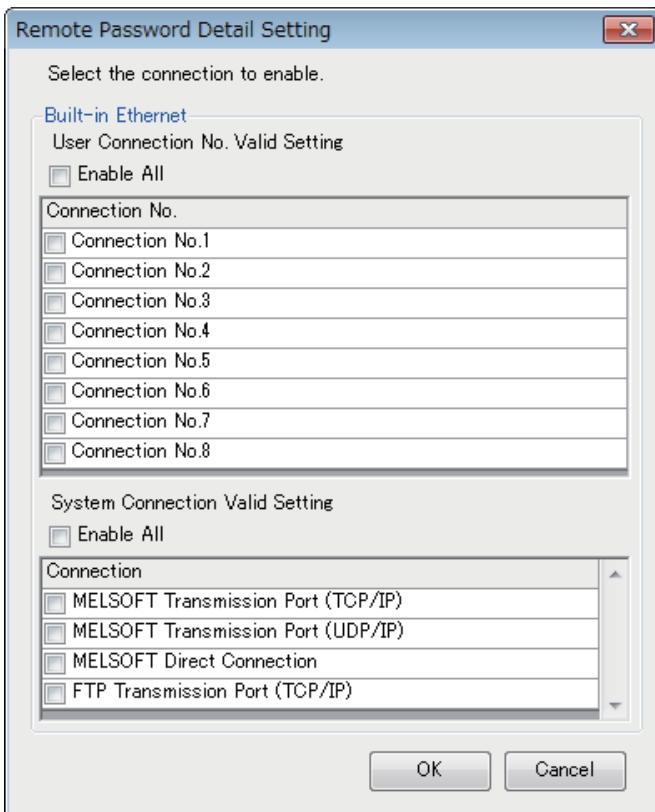 Remote Password Detail Setting
Select the connection to enable.
Built-in Ethernet
User Connection No. Valid Setting
Enable All
Connection No.
Connection No.1
Connection No.2
Connection No.3
Connection No.4
Connection No.5
Connection No.6
Connection No.7
Connection No.8
System Connection Valid Setting
Enable All
Connection
MELSOFT Transmission Port (TCP/IP)
MELSOFT Transmission Port (UDP/IP)
MELSOFT Direct Connection
FTP Transmission Port (TCP/IP)
OK Cancel